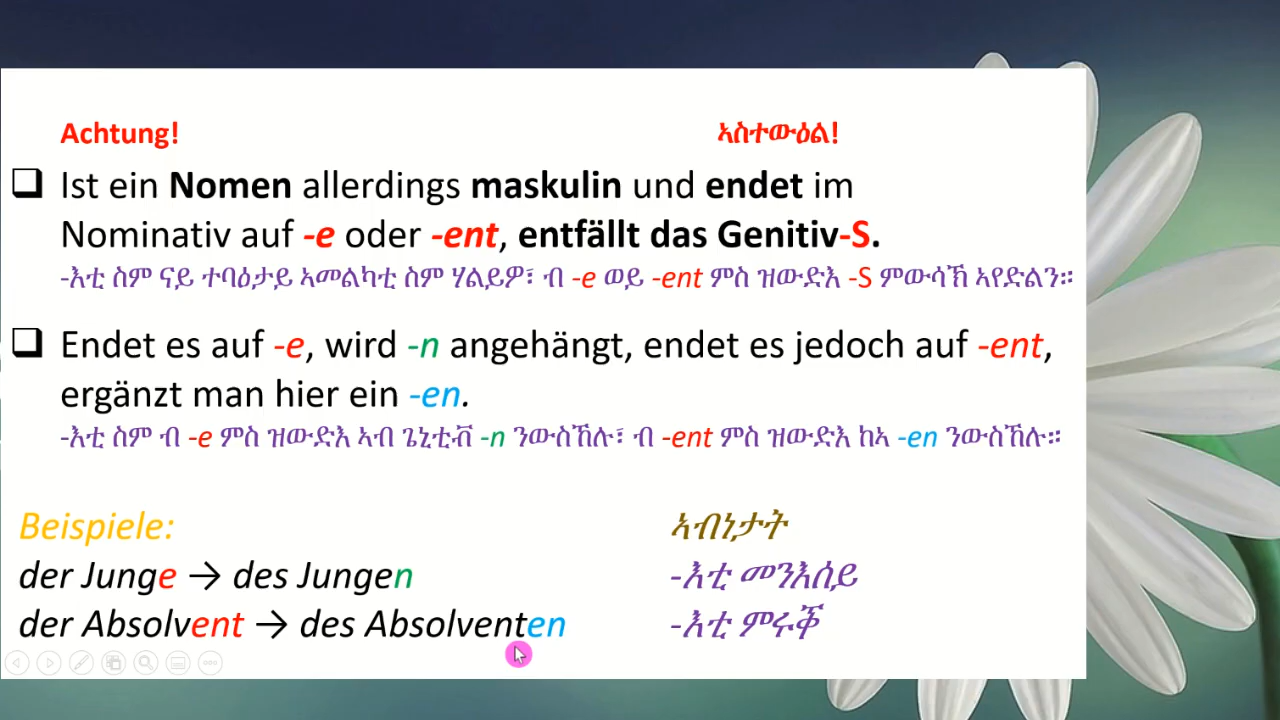 Achtung! ኣስተውዕል!
Ist ein Nomen allerdings maskulin und endet im
Nominativ auf -e oder -ent, entfällt das Genitiv-S.
-እቲ ስም ናይ ተባዕታይ ኣመልካቲ ስም ሃልይዎ፣ ብ -e ወይ -ent ምስ ዝውድእ -S ምውሳኽ ኣየድልን።
Endet es auf -e, wird -n angehängt, endet es jedoch auf -ent,
ergänzt man hier ein -en.
-እቲ ስም ብ -e ምስ ዝውድእ ኣብ ጌኒቲቭ -n ንውስኸሉ፣ ብ -ent ምስ ዝውድእ ከኣ -en ንውስኸሉ።
Beispiele: ኣብነታት
der Junge → des Jungen -እቲ መንእሰይ
der Absolvent → des Absolventen -እቲ ምሩቕ